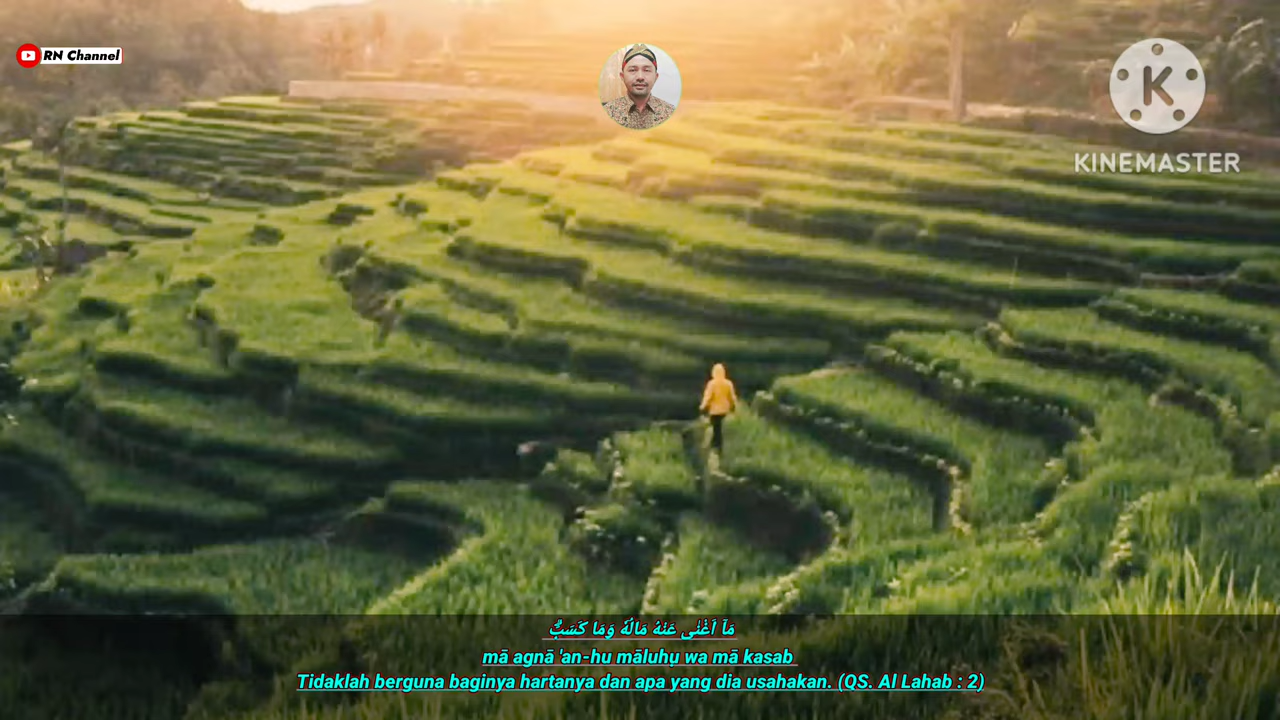 RN Channel
K
KINEMASTER
مَآ اَغْنٰى عَنْهُ مَالُهٗ وَمَا كَسَبَۗ
mā agnā 'an-hu māluhụ wa mā kasab
Tidaklah berguna baginya hartanya dan apa yang dia usahakan. (QS. Al Lahab : 2)